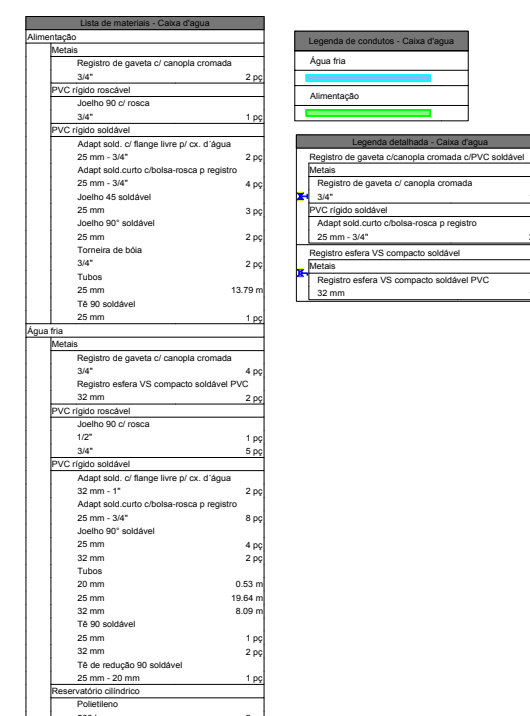 Lista de materiais - Caixa d'agua
Alimentação
Metais
Registro de gaveta c/ canopla cromada
3/4" 2 pç
PVC rígido roscável
Joelho 90 c/ rosca
3/4" 1 pç
PVC rígido soldável
Adapt sold. c/ flange livre p/ cx. d´água
25 mm - 3/4" 2 pç
Adapt sold.curto c/bolsa-rosca p registro
25 mm - 3/4" 4 pç
Joelho 45 soldável
25 mm 3 pç
Joelho 90° soldável
25 mm 2 pç
Torneira de bóia
3/4" 2 pç
Tubos
25 mm 13.79 m
Tê 90 soldável
25 mm 1 pç
Água fria
Metais
Registro de gaveta c/ canopla cromada
3/4" 4 pç
Registro esfera VS compacto soldável PVC
32 mm 2 pç
PVC rígido roscável
Joelho 90 c/ rosca
1/2" 1 pç
3/4" 5 pç
PVC rígido soldável
Adapt sold. c/ flange livre p/ cx. d´água
32 mm - 1" 2 pç
Adapt sold.curto c/bolsa-rosca p registro
25 mm - 3/4" 8 pç
Joelho 90° soldável
25 mm 4 pç
32 mm 2 pç
Tubos
20 mm 0.53 m
25 mm 19.64 m
32 mm 8.09 m
Tê 90 soldável
25 mm 1 pç
32 mm 2 pç
Tê de redução 90 soldável
25 mm - 20 mm 1 pç
Reservatório cilíndrico
Polietileno
Legenda de condutos - Caixa d'agua
Água fria
Alimentação
Legenda detalhada - Caixa d'agua
Registro de gaveta c/canopla cromada c/PVC soldável
Metais
Registro de gaveta c/ canopla cromada
3/4"
PVC rígido soldável
Adapt sold.curto c/bolsa-rosca p registro
25 mm - 3/4"
Registro esfera VS compacto soldável
Metais
Registro esfera VS compacto soldável PVC
32 mm